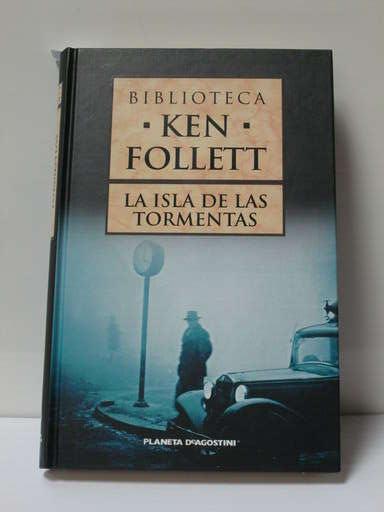 BIBLIOTECA
· KEN ·
FOLLETT
LA ISLA DE LAS
TORMENTAS
PLANETA DEAGOSTINI